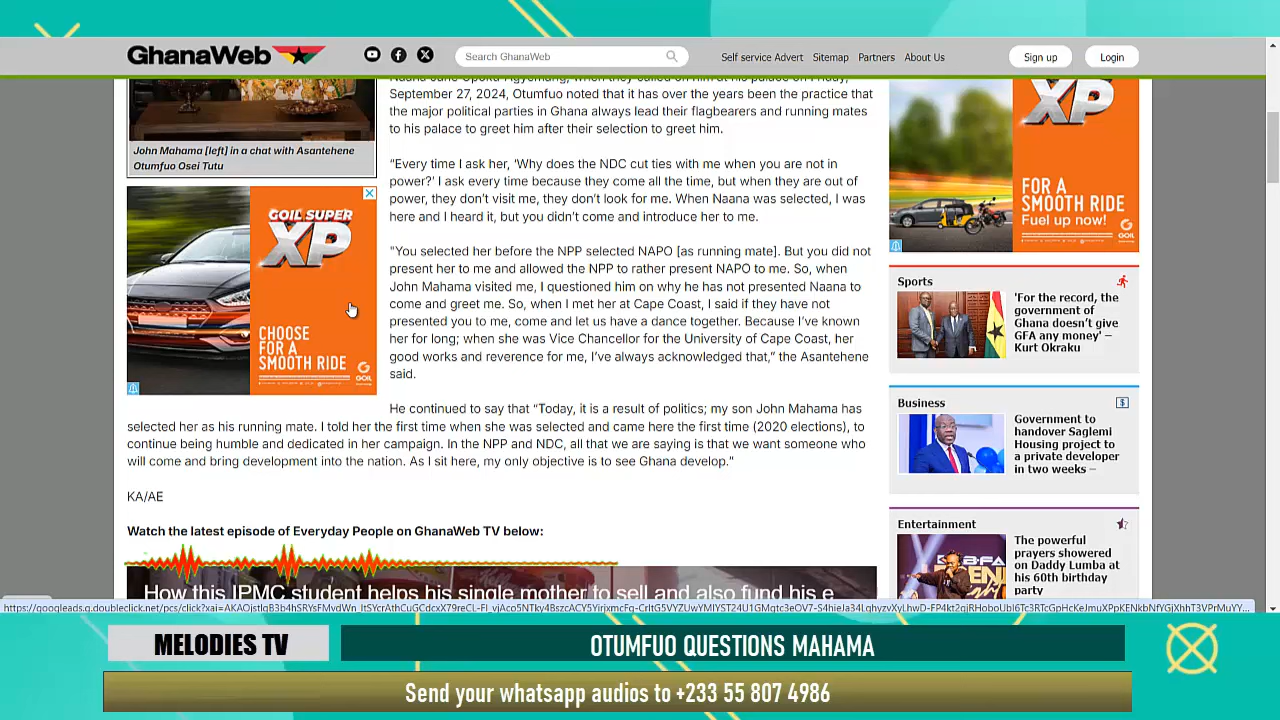 GhanaWeb
Search GhanaWeb
Self service Advert
Sitemap
Partners
About Us
Sign up
Login
September 27, 2024, Otumfuo noted that it has over the years been the practice that
the major political parties in Ghana always lead their flagbearers and running mates
to his palace to greet him after their selection to greet him.
"Every time I ask her, 'Why does the NDC cut ties with me when you are not in
power?' I ask every time because they come all the time, but when they are out of
power, they don't visit me, they don't look for me. When Naana was selected, I was
here and I heard it, but you didn't come and introduce her to me.
"You selected her before the NPP selected NAPO [as running mate]. But you did not
present her to me and allowed the NPP to rather present NAPO to me. So, when
John Mahama visited me, I questioned him on why he has not presented Naana to
come and greet me. So, when I met her at Cape Coast, I said if they have not
presented you to me, come and let us have a dance together. Because I've known
her for long; when she was Vice Chancellor for the University of Cape Coast, her
good works and reverence for me, I've always acknowledged that," the Asantehene
said.
He continued to say that "Today, it is a result of politics; my son John Mahama has
selected her as his running mate. I told her the first time when she was selected and came here the first time (2020 elections), to
continue being humble and dedicated in her campaign. In the NPP and NDC, all that we are saying is that we want someone who
will come and bring development into the nation. As I sit here, my only objective is to see Ghana develop."
KA/AE
Watch the latest episode of Everyday People on GhanaWeb TV below:
How this IPMC student helps his single mother to sell and also fund his e
John Mahama [left] in a chat with Asantehene
Otumfuo Osei Tutu
GOIL SUPER
XP
CHOOSE
FOR A
SMOOTH RIDE
GOIL
XP
FOR A
SMOOTH RIDE
Fuel up now!
GOIL
Sports
'For the record, the
government of
Ghana doesn't give
GFA any money' –
Kurt Okraku
Business
Government to
handover Saglemi
Housing project to
a private developer
in two weeks –
Entertainment
The powerful
prayers showered
on Daddy Lumba at
his 60th birthday
party
MELODIES TV
OTUMFUO QUESTIONS MAHAMA
Send your whatsapp audios to +233 55 807 4986